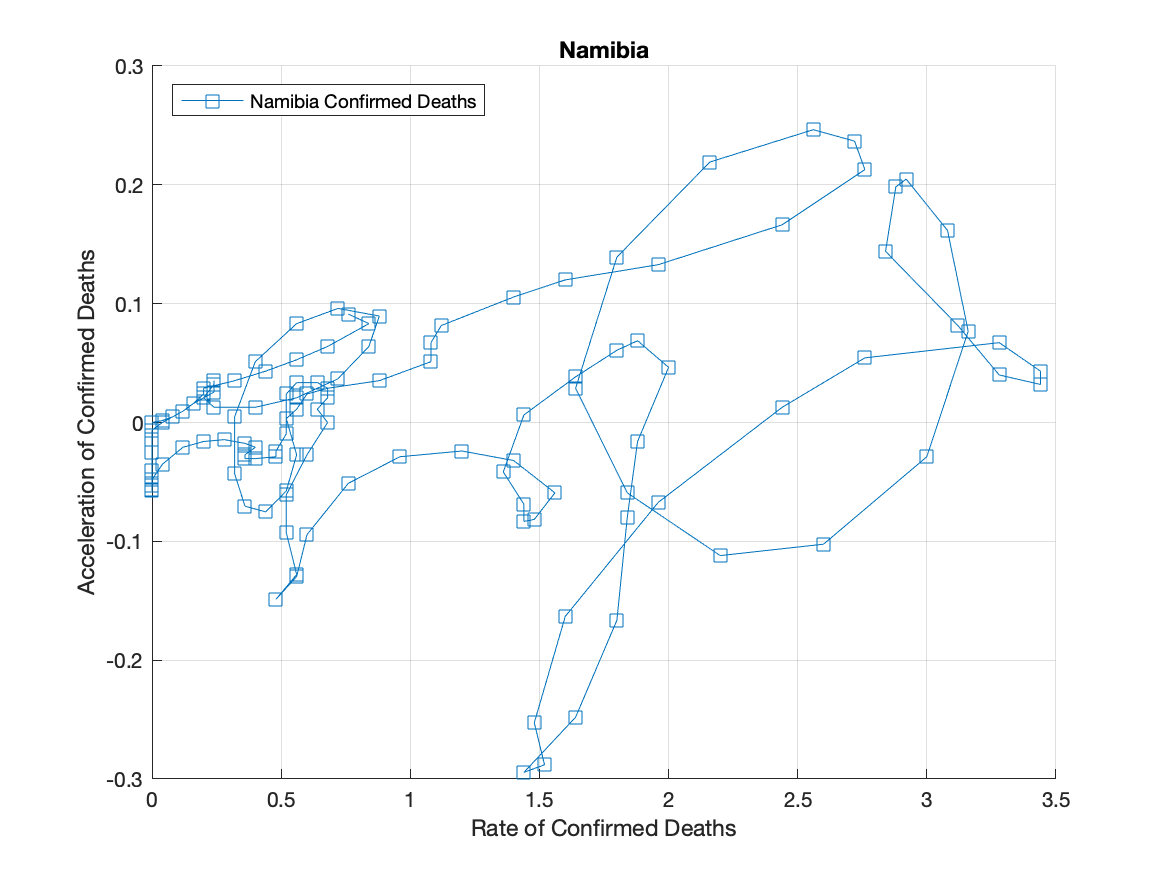 Namibia
Namibia Confirmed Deaths
0.3
0.2
0.1
0
-0.1
-0.2
-0.3
Acceleration of Confirmed Deaths
0 0.5 1 1.5 2 2.5 3 3.5
Rate of Confirmed Deaths